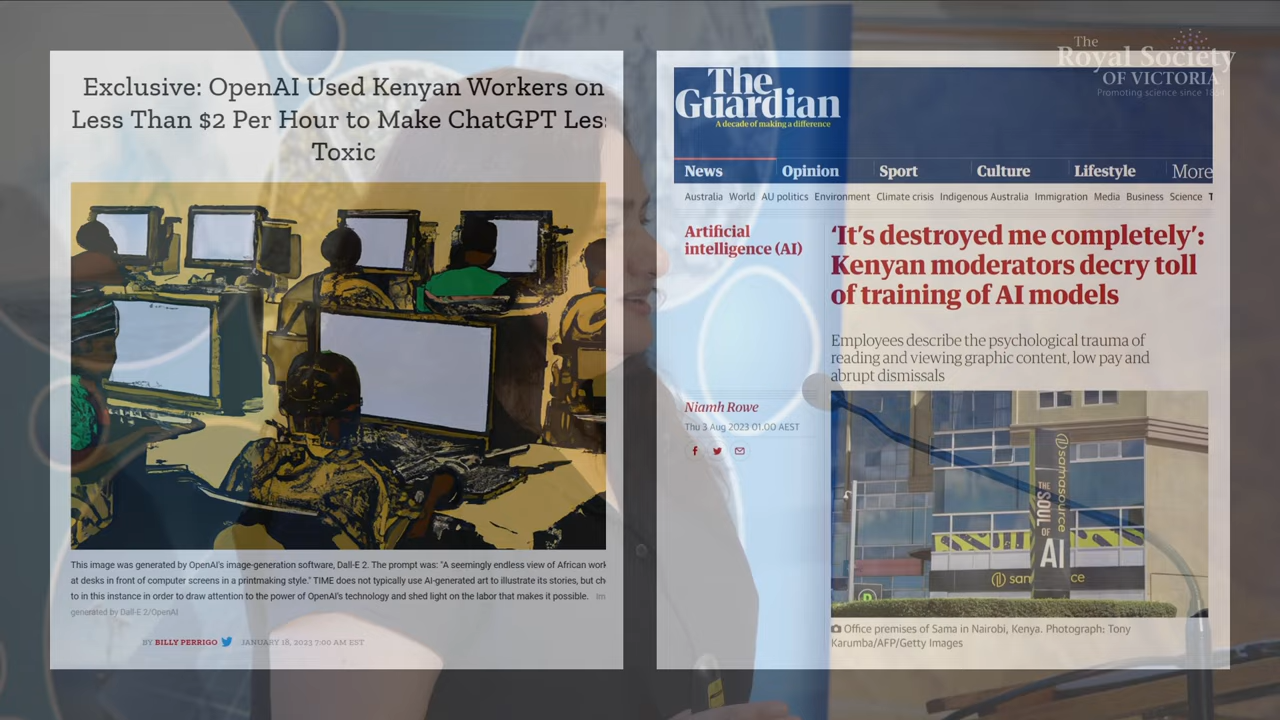 Exclusive: OpenAI Used Kenyan Workers on
Less Than $2 Per Hour to Make ChatGPT Less
Toxic
This image was generated by OpenAI's image-generation software, Dall-E 2. The prompt was: "A seemingly endless view of African work
at desks in front of computer screens in a printmaking style." TIME does not typically use AI-generated art to illustrate its stories, but ch
to in this instance in order to draw attention to the power of OpenAI's technology and shed light on the labor that makes it possible. Im
generated by Dall-E 2/OpenAI
BY BILLY PERRIGO JANUARY 18, 2023 7:00 AM EST
The
Royal Society
OF VICTORIA
Promoting science since 1854
The
Guardian
A decade of making a difference
News Opinion Sport Culture Lifestyle More
Australia World AU politics Environment Climate crisis Indigenous Australia Immigration Media Business Science T
Artificial
intelligence (AI)
‘It’s destroyed me completely’:
Kenyan moderators decry toll
of training of AI models
Employees describe the psychological trauma of
reading and viewing graphic content, low pay and
abrupt dismissals
Niamh Rowe
Thu 3 Aug 2023 01.00 AEST
samasource
THE
SOUL
OF
AI
sam ce
Office premises of Sama in Nairobi, Kenya. Photograph: Tony
Karumba/AFP/Getty Images